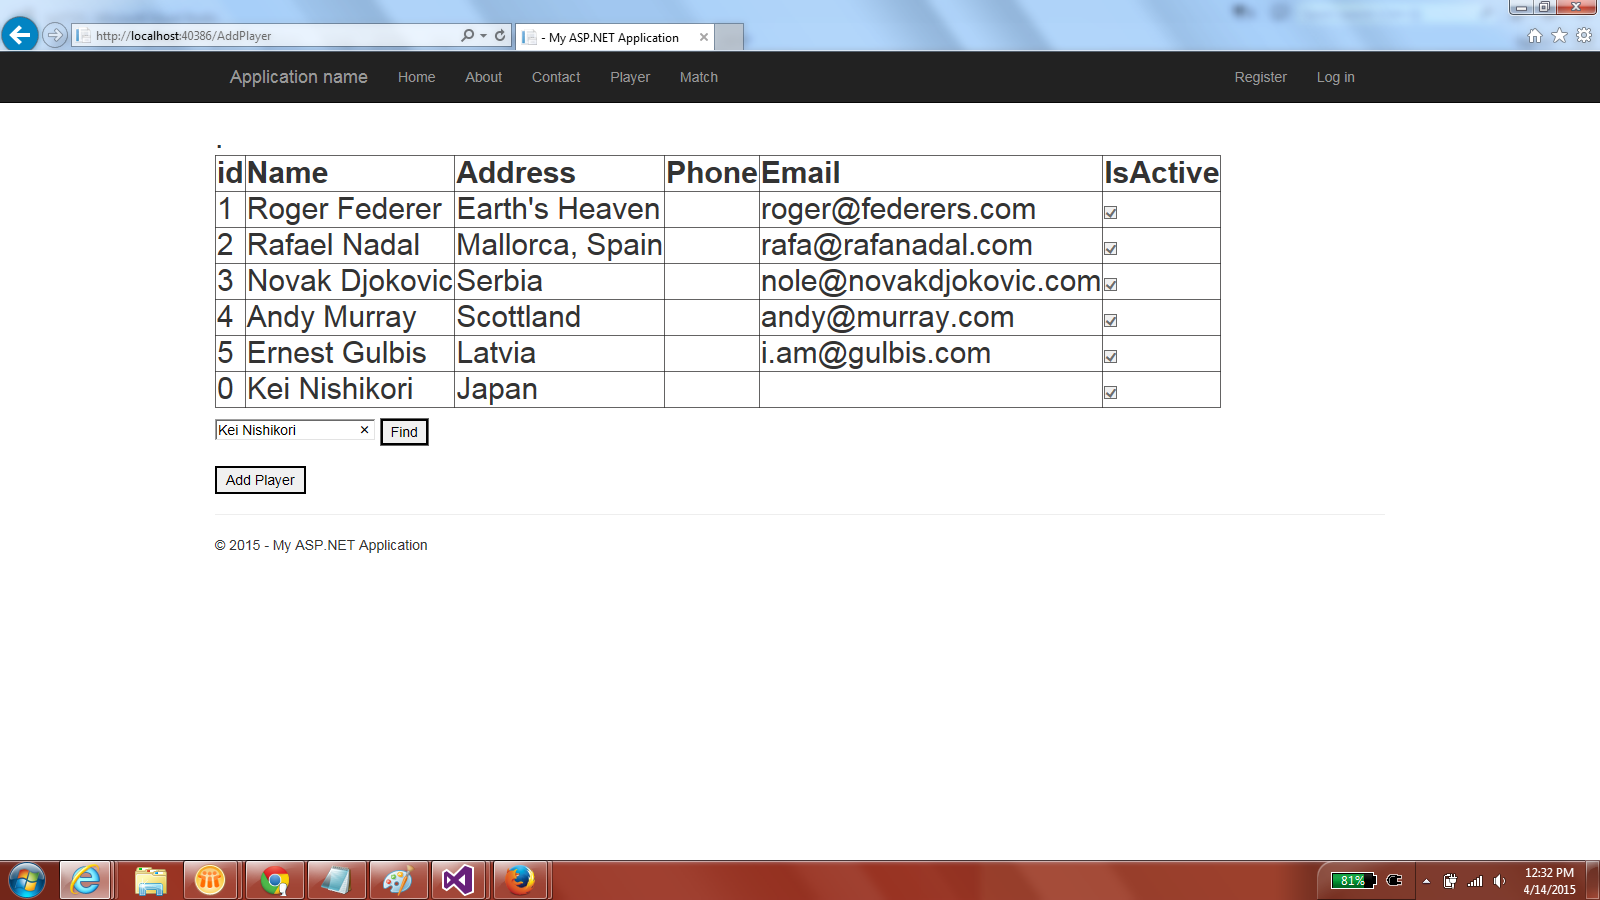 http://localhost:40386/AddPlayer
- My ASP.NET Application
Application name Home About Contact Player Match Register Log in
.
id Name Address Phone Email IsActive
1 Roger Federer Earth's Heaven roger@federers.com
2 Rafael Nadal Mallorca, Spain rafa@rafanadal.com
3 Novak Djokovic Serbia nole@novakdjokovic.com
4 Andy Murray Scottland andy@murray.com
5 Ernest Gulbis Latvia i.am@gulbis.com
0 Kei Nishikori Japan
Kei Nishikori Find
Add Player
© 2015 - My ASP.NET Application
81% 12:32 PM
4/14/2015